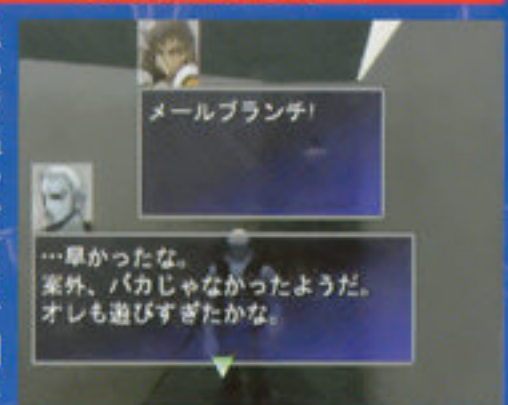 メールブランチ!
…早かったな。
案外、バカじゃなかったようだ。
オレも遊びすぎたかな。